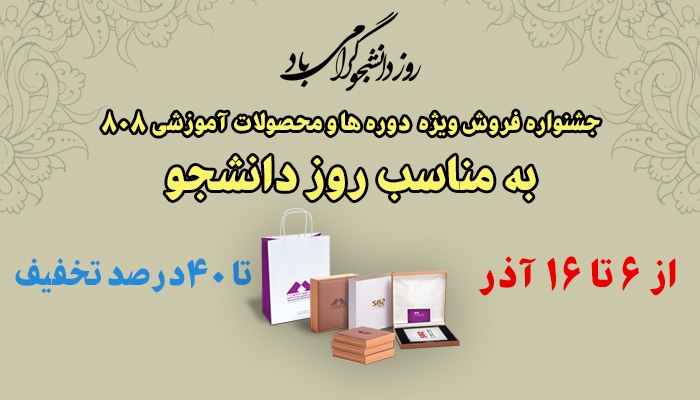 روز دانشجو گرامی باد
جشنواره فروش ویژه دوره ها و محصولات آموزشی ۸۰۸
به مناسب روز دانشجو
از ۶ تا ۱۶ آذر
تا ۴۰ درصد تخفیف